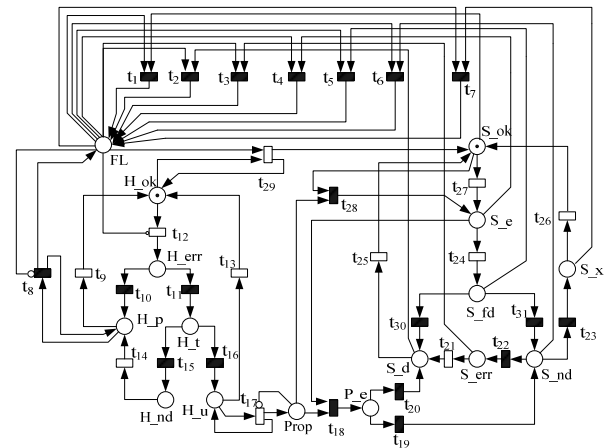 t1
t2
t3
t4
t5
t6
t7
FL
S_ok
H_ok
t29
t27
t28
S_e
t26
t12
t13
t25
t24
S_x
H_err
t8
t9
t10
t11
S_fd
H_p
H_t
t30
t31
t23
t14
t15
t16
t21
t22
S_d
S_err
S_nd
H_nd
H_u
t17
Prop
P_e
t20
t18
t19